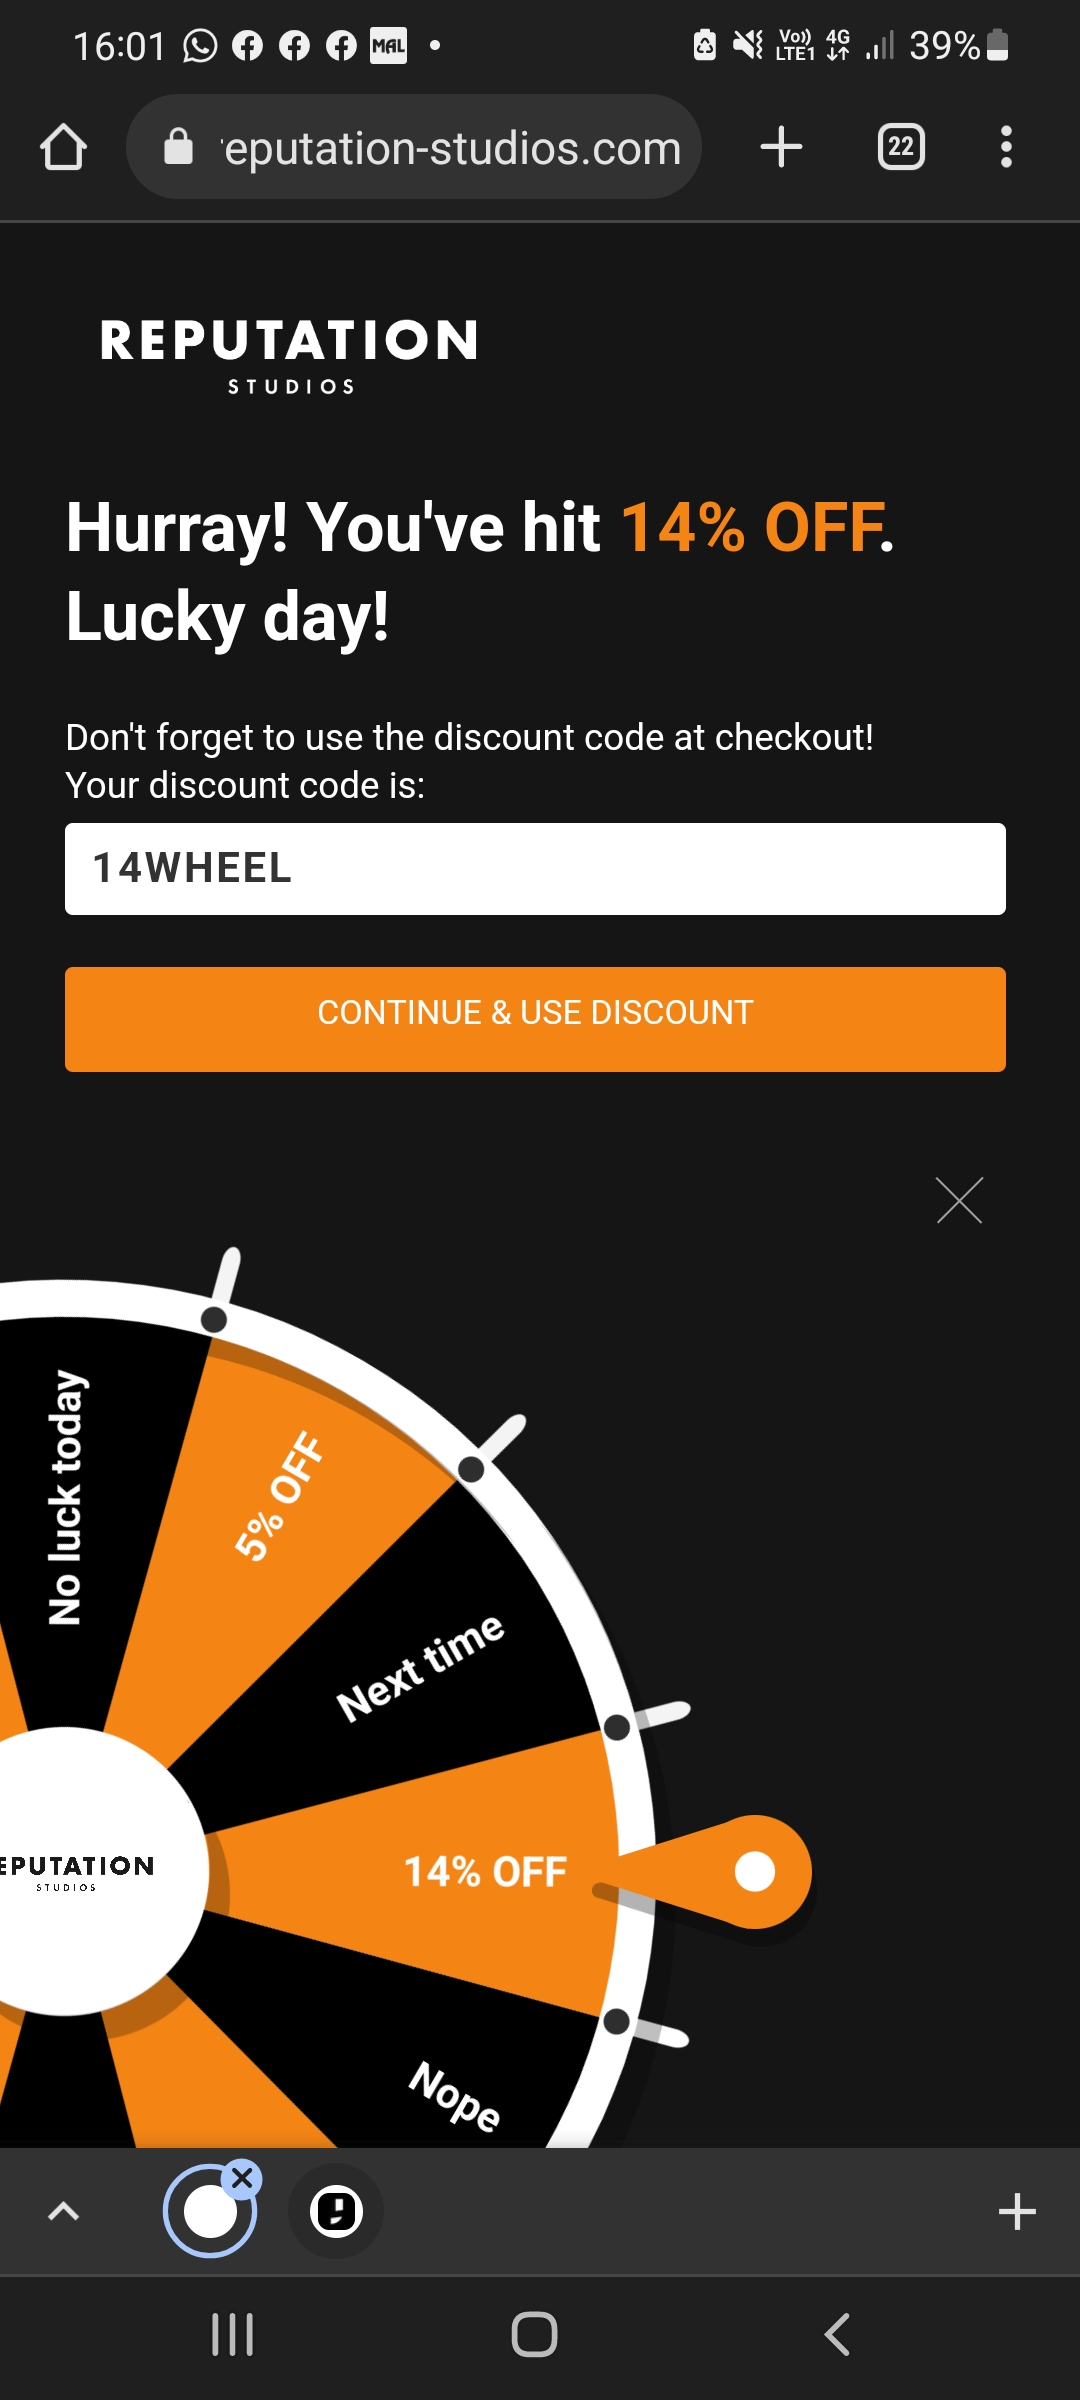 16:01
MAL
Vo)) LTE1
4G
39%
eputation-studios.com
22
REPUTATION
STUDIOS
Hurray! You've hit 14% OFF.
Lucky day!
Don't forget to use the discount code at checkout!
Your discount code is:
14WHEEL
CONTINUE & USE DISCOUNT
No luck today
5% OFF
Next time
14% OFF
EPUTATION
STUDIOS
Nope